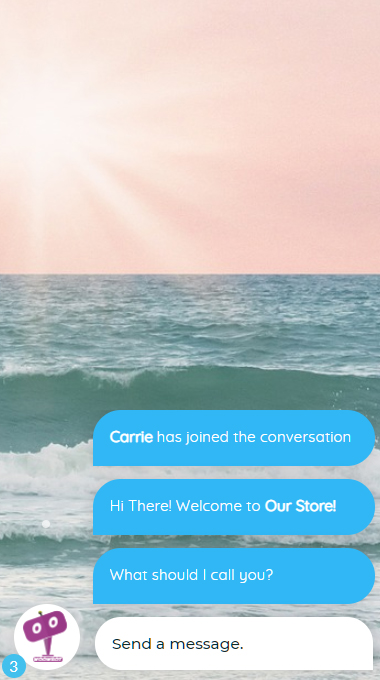 Carrie has joined the conversation
Hi There! Welcome to Our Store!
What should I call you?
Send a message.
3